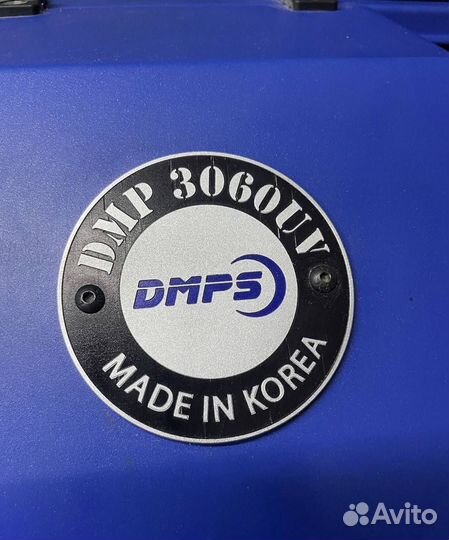 DMP 3060UV
DMPS
MADE IN KOREA
Avito